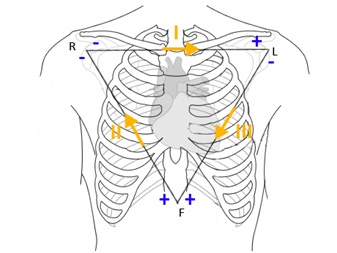 I
R - + L
- -
II III
+ +
F